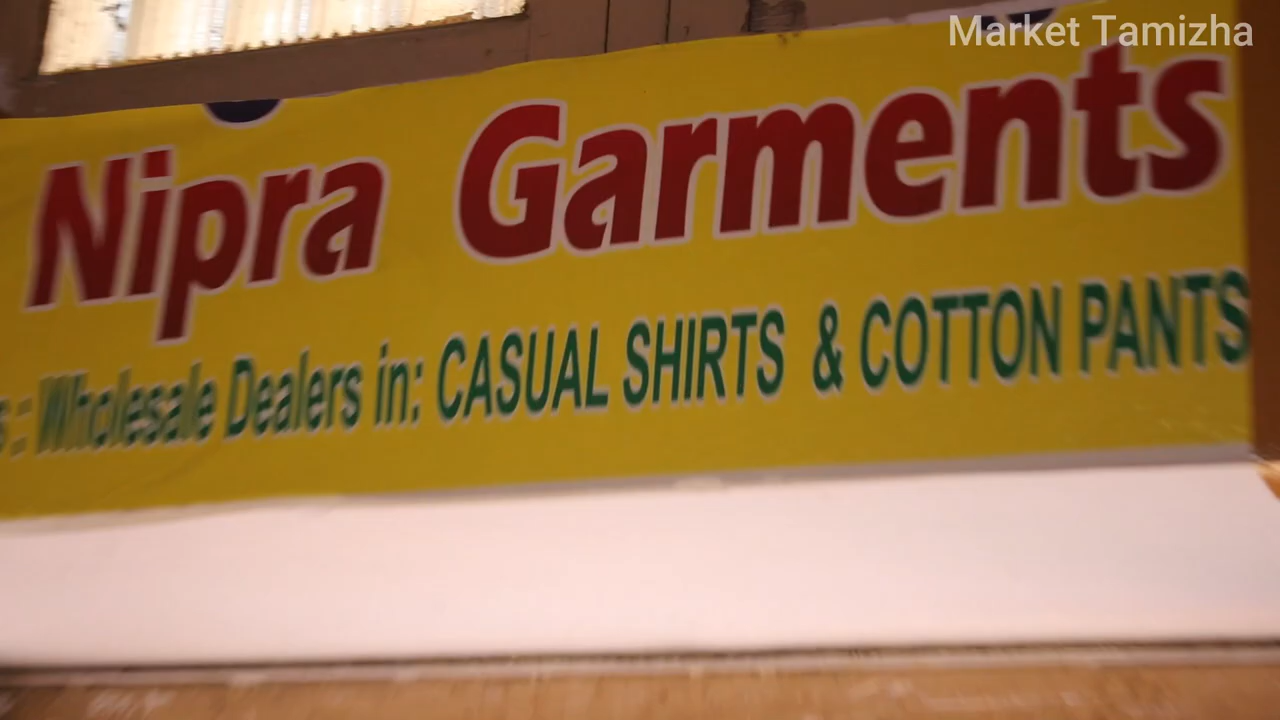 Market Tamizha
Nipra Garments
: Wholesale Dealers in: CASUAL SHIRTS & COTTON PANTS